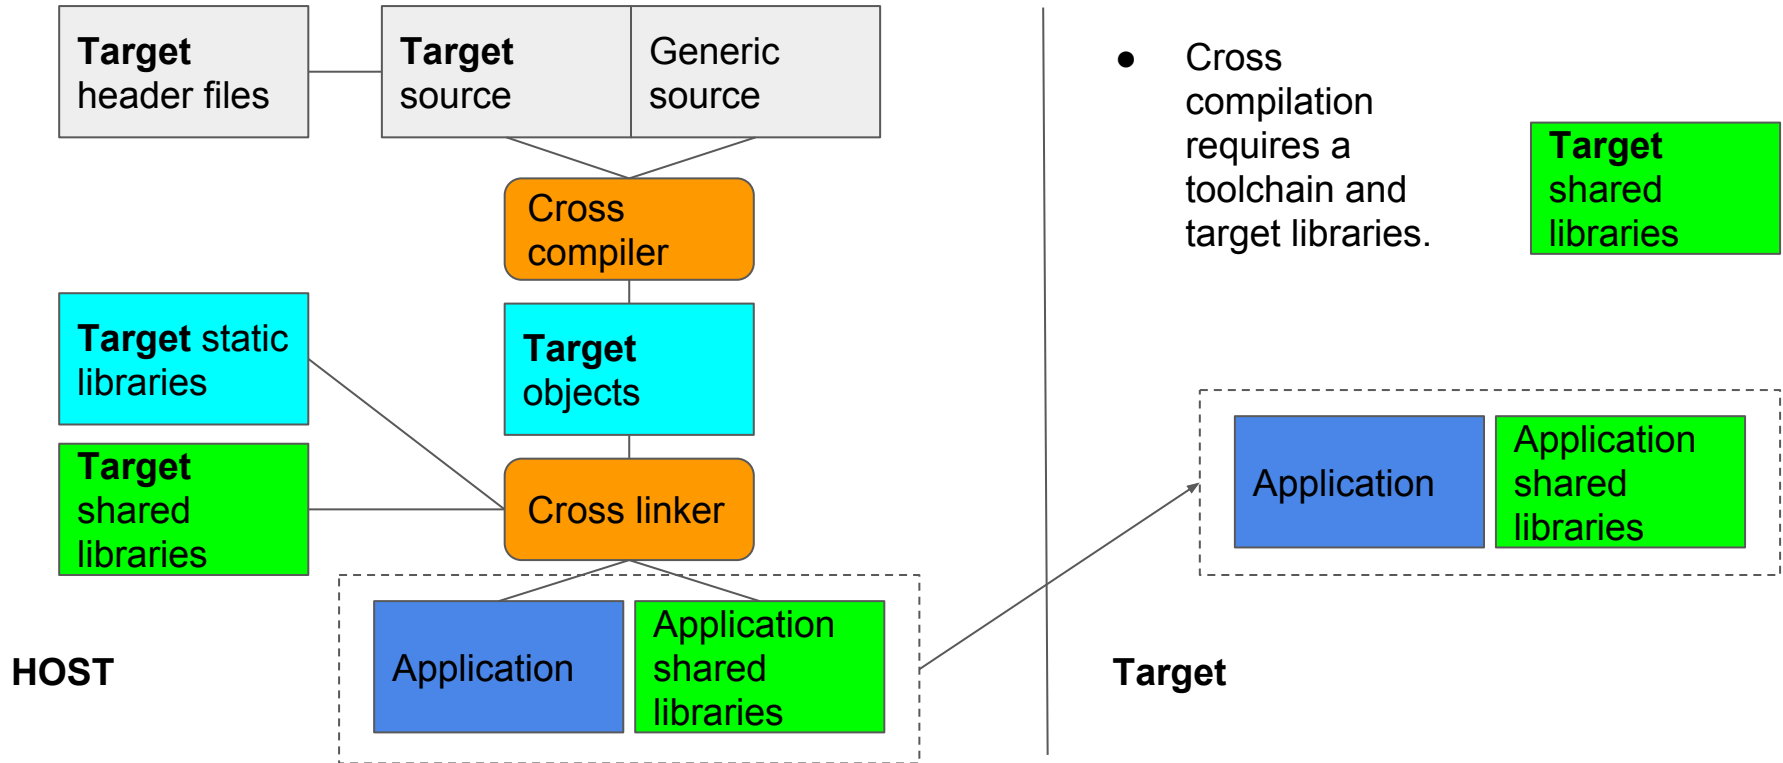 Target
header files
Target
source
Generic
source
Cross
compiler
Target static
libraries
Target
objects
Target
shared
libraries
Cross linker
Application
Application
shared
libraries
HOST
● Cross
compilation
requires a
toolchain and
target libraries.
Target
shared
libraries
Application
Application
shared
libraries
Target